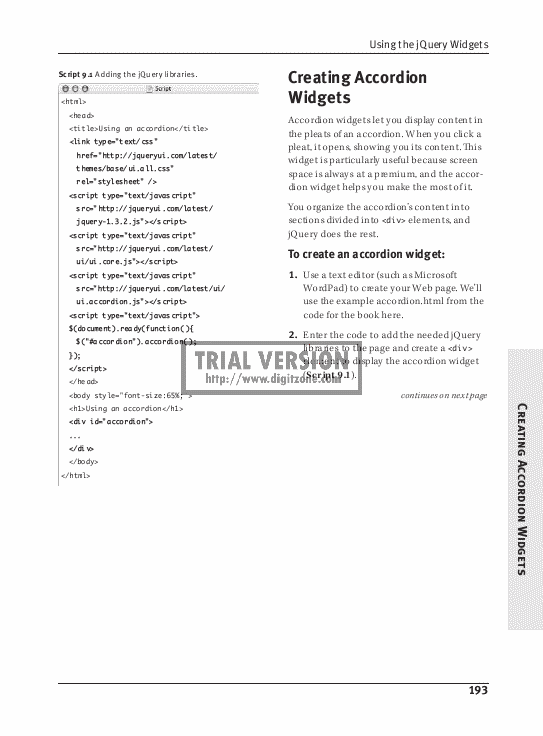 Using the jQuery Widgets
Script 9.1 Adding the jQuery libraries.
Script
<html>
<head>
<title>Using an accordion</title>
<link type="text/css"
href="http://jqueryui.com/latest/
themes/base/ui.all.css"
rel="stylesheet" />
<script type="text/javascript"
src="http://jqueryui.com/latest/
jquery-1.3.2.js"></script>
<script type="text/javascript"
src="http://jqueryui.com/latest/
ui/ui.core.js"></script>
<script type="text/javascript"
src="http://jqueryui.com/latest/ui/
ui.accordion.js"></script>
<script type="text/javascript">
$(document).ready(function(){
$("#accordion").accordion();
});
</script>
</head>
<body style="font-size:65%;">
<h1>Using an accordion</h1>
<div id="accordion">
...
</div>
</body>
</html>
Creating Accordion
Widgets
Accordion widgets let you display content in
the pleats of an accordion. When you click a
pleat, it opens, showing you its content. This
widget is particularly useful because screen
space is always at a premium, and the accor-
dion widget helps you make the most of it.
You organize the accordion's content into
sections divided into <div> elements, and
jQuery does the rest.
To create an accordion widget:
1. Use a text editor (such as Microsoft
WordPad) to create your Web page. We'll
use the example accordion.html from the
code for the book here.
2. Enter the code to add the needed jQuery
libraries to the page and create a <div>
element to display the accordion widget
(Script 9.1).
continues on next page
TRIAL VERSION
http://www.digitzone.com
Creating Accordion Widgets
193